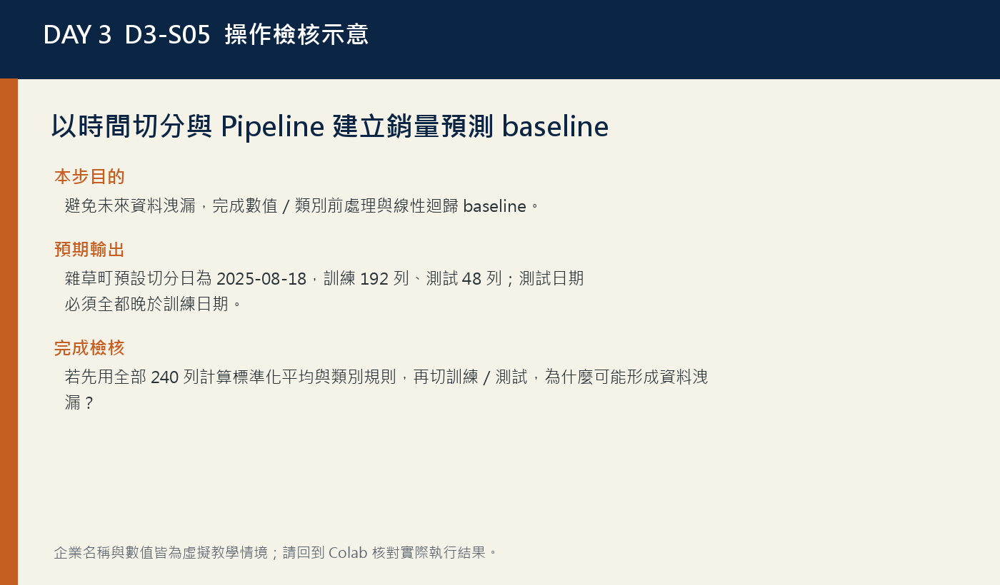 DAY 3 D3-S05 操作檢核示意
以時間切分與 Pipeline 建立銷量預測 baseline
本步目的
避免未來資料洩漏，完成數值 / 類別前處理與線性迴歸 baseline。
預期輸出
雜草町預設切分日為 2025-08-18，訓練 192 列、測試 48 列；測試日期
必須全都晚於訓練日期。
完成檢核
若先用全部 240 列計算標準化平均與類別規則，再切訓練 / 測試，為什麼可能形成資料洩
漏？
企業名稱與數值皆為虛擬教學情境；請回到 Colab 核對實際執行結果。